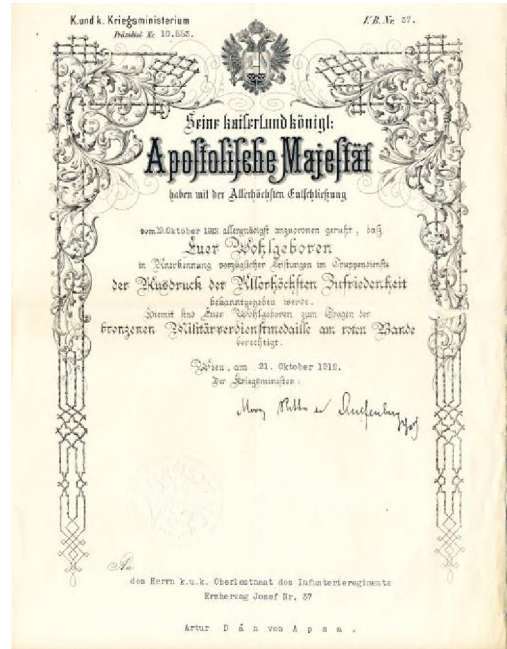 K. und k. Kriegsministerium
Präsidial Nr. 10.553.
E.B. Nr. 37.
Seine kaiserl. und königl:
Apostolische Majestät
haben mit der Allerhöchsten Entschließung
vom 19. Oktober 1912 allergnädigst anzuordnen geruht, daß
Euer Wohlgeboren
in Anerkennung vorzüglicher Leistungen im Truppendienste
der Ausdruck der Allerhöchsten Zufriedenheit
bekanntgegeben werde.
Hiemit sind Euer Wohlgeboren zum Tragen der
bronzenen Militärverdienstmedaille am roten Bande
berechtigt.
Wien, am 21. Oktober 1912.
Der Kriegsminister:
An
den Herrn k.u.k. Oberleutnant des Infanterieregiments
Erzherzog Josef Nr. 37
Artur Dán von Apsa.